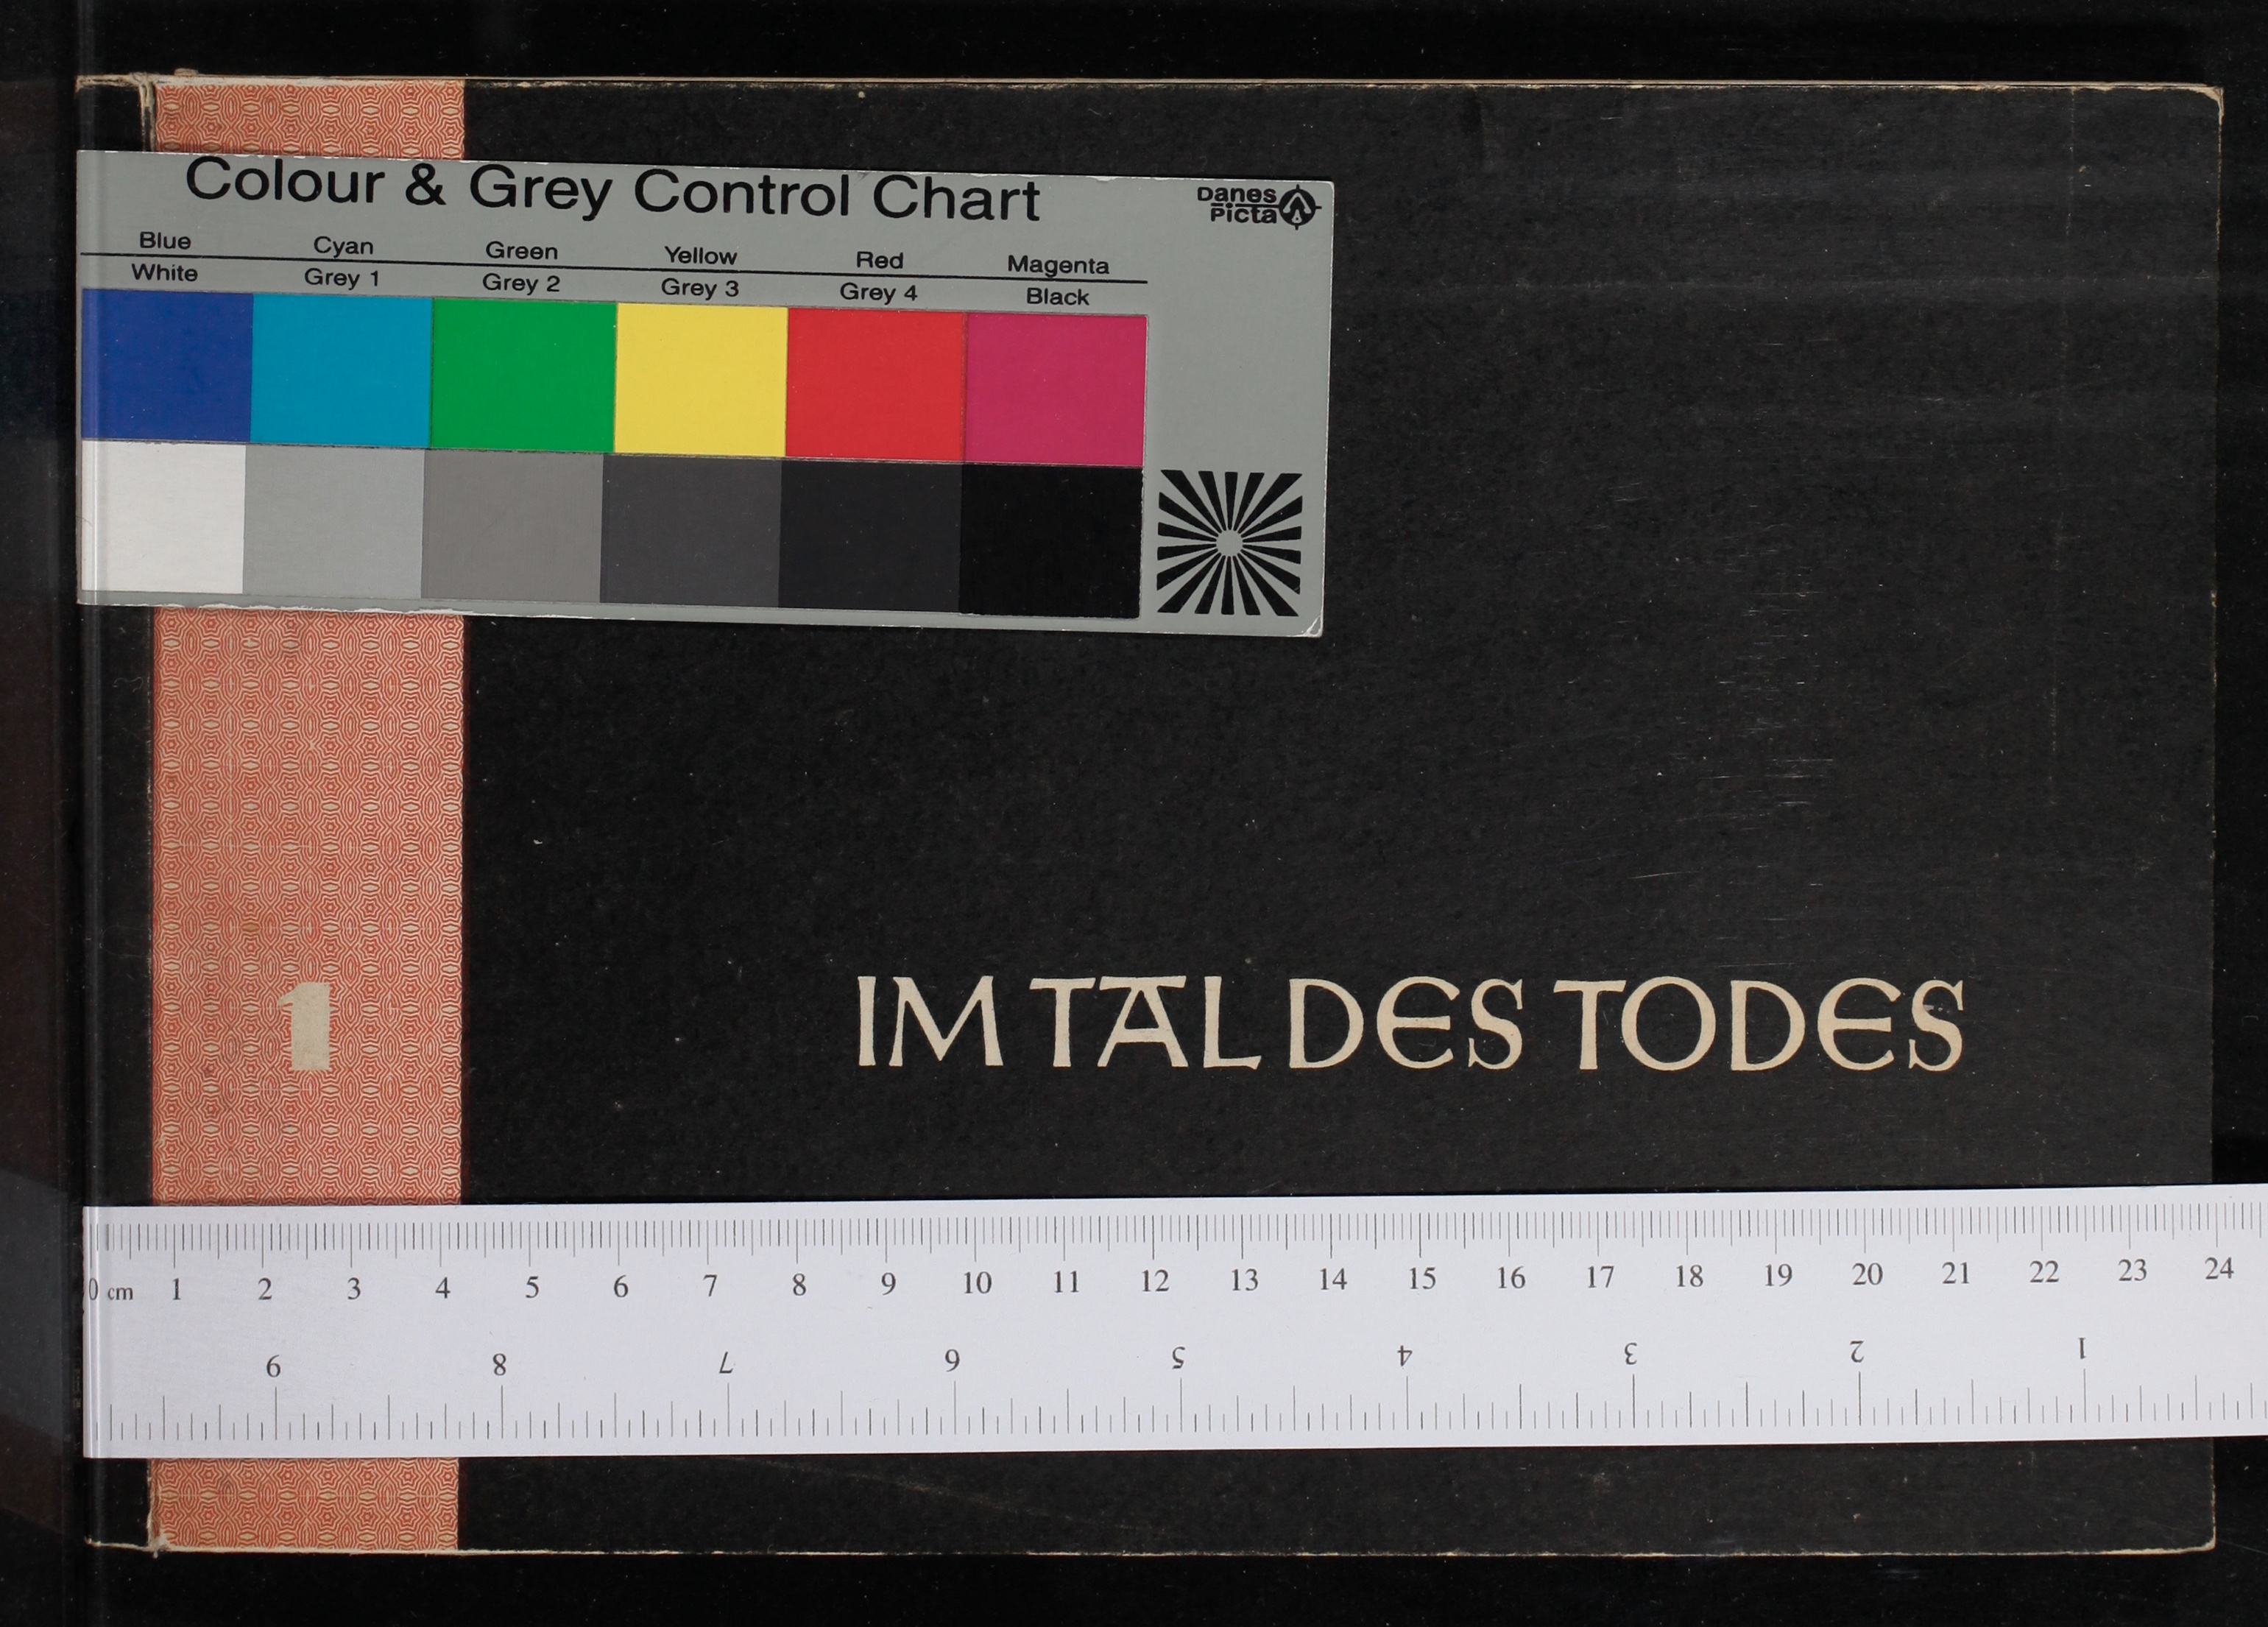 Colour & Grey Control Chart
Danes
Picta
Blue Cyan Green Yellow Red Magenta
White Grey 1 Grey 2 Grey 3 Grey 4 Black
1
IM TAL DES TODES
0 cm 1 2 3 4 5 6 7 8 9 10 11 12 13 14 15 16 17 18 19 20 21 22 23 24
9 8 7 6 5 4 3 2 1